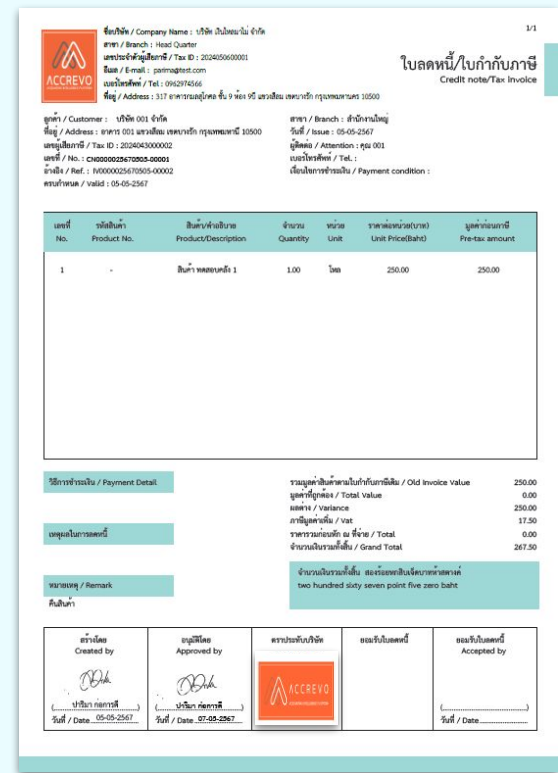 1/1
ACCREVO
ชื่อบริษัท / Company Name : บริษัท เงินไหลมาไม่ จำกัด
สาขา / Branch : Head Quarter
เลขประจำตัวผู้เสียภาษี / Tax ID : 2024050600001
อีเมล / E-mail : parima@test.com
เบอร์โทรศัพท์ / Tel : 0962974566
ที่อยู่ / Address : 317 อาคารกมลสุโกศล ชั้น 9 ห้อง 9บี แขวงสีลม เขตบางรัก กรุงเทพมหานคร 10500
ใบลดหนี้/ใบกำกับภาษี
Credit note/Tax Invoice
ลูกค้า / Customer : บริษัท 001 จำกัด
ที่อยู่ / Address : อาคาร 001 แขวงสีลม เขตบางรัก กรุงเทพมหานี 10500
เลขผู้เสียภาษี / Tax ID : 2024043000002
เลขที่ / No. : CN0000025670505-00001
อ้างอิง / Ref. : IV0000025670505-00002
ครบกำหนด / Valid : 05-05-2567
สาขา / Branch : สำนักงานใหญ่
วันที่ / Issue : 05-05-2567
ผู้ติดต่อ / Attention : คุณ 001
เบอร์โทรศัพท์ / Tel. :
เงื่อนไขการชำระเงิน / Payment condition :
เลขที่ รหัสสินค้า สินค้า/คำอธิบาย จำนวน หน่วย ราคาต่อหน่วย(บาท) มูลค่าก่อนภาษี
No. Product No. Product/Description Quantity Unit Unit Price(Baht) Pre-tax amount
1 - สินค้า ทดสอบคลัง 1 1.00 โหล 250.00 250.00
วิธีการชำระเงิน / Payment Detail
เหตุผลในการลดหนี้
หมายเหตุ / Remark
คืนสินค้า
รวมมูลค่าสินค้าตามใบกำกับภาษีเดิม / Old Invoice Value 250.00
มูลค่าที่ถูกต้อง / Total Value 0.00
ผลต่าง / Variance 250.00
ภาษีมูลค่าเพิ่ม / Vat 17.50
ราคารวมก่อนหัก ณ ที่จ่าย / Total 0.00
จำนวนเงินรวมทั้งสิ้น / Grand Total 267.50
จำนวนเงินรวมทั้งสิ้น สองร้อยหกสิบเจ็ดบาทห้าสตางค์
two hundred sixty seven point five zero baht
สร้างโดย อนุมัติโดย ตราประทับบริษัท ยอมรับใบลดหนี้ ยอมรับใบลดหนี้
Created by Approved by Accepted by
ACCREVO
(ปาริมา ก่อการดี) (ปาริมา ก่อการดี) ( )
วันที่ / Date 05-05-2567 วันที่ / Date 07-05-2567 วันที่ / Date